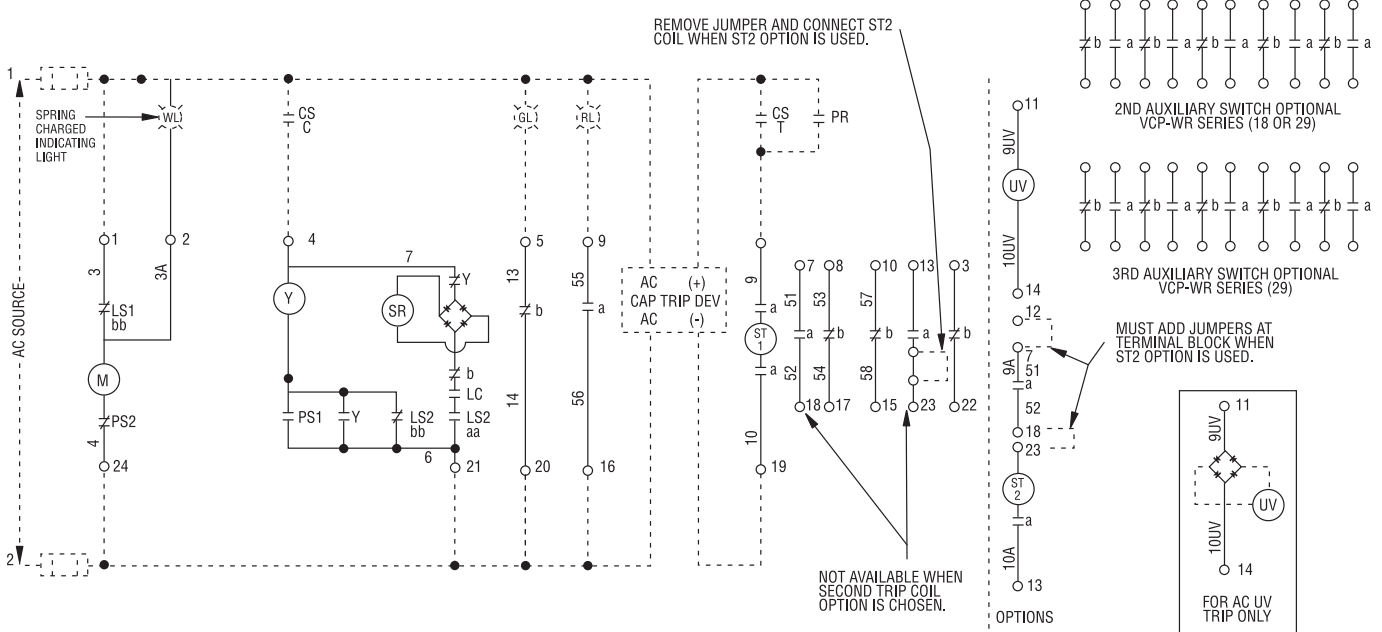 REMOVE JUMPER AND CONNECT ST2
COIL WHEN ST2 OPTION IS USED.
b a b a b a b a b a
2ND AUXILIARY SWITCH OPTIONAL
VCP-WR SERIES (18 OR 29)
b a b a b a b a b a
3RD AUXILIARY SWITCH OPTIONAL
VCP-WR SERIES (29)
1
SPRING
CHARGED
INDICATING
LIGHT
WL
CS
C
GL
RL
CS
T
PR
AC SOURCE
1
2
3
3A
LS1
bb
M
PS2
4
24
2
4
7
Y
Y
SR
b
LC
LS2
aa
PS1
Y
LS2
bb
6
21
5
13
b
14
20
9
55
a
56
16
AC (+)
CAP TRIP DEV
AC (-)
9
a
ST
1
a
10
19
7
51
a
52
18
8
53
b
54
17
10
57
b
58
15
13
a
23
3
b
22
NOT AVAILABLE WHEN
SECOND TRIP COIL
OPTION IS CHOSEN.
11
9UV
UV
10UV
14
12
7
9A
51
a
52
18
23
ST
2
a
10A
13
OPTIONS
MUST ADD JUMPERS AT
TERMINAL BLOCK WHEN
ST2 OPTION IS USED.
11
9UV
UV
10UV
14
FOR AC UV
TRIP ONLY